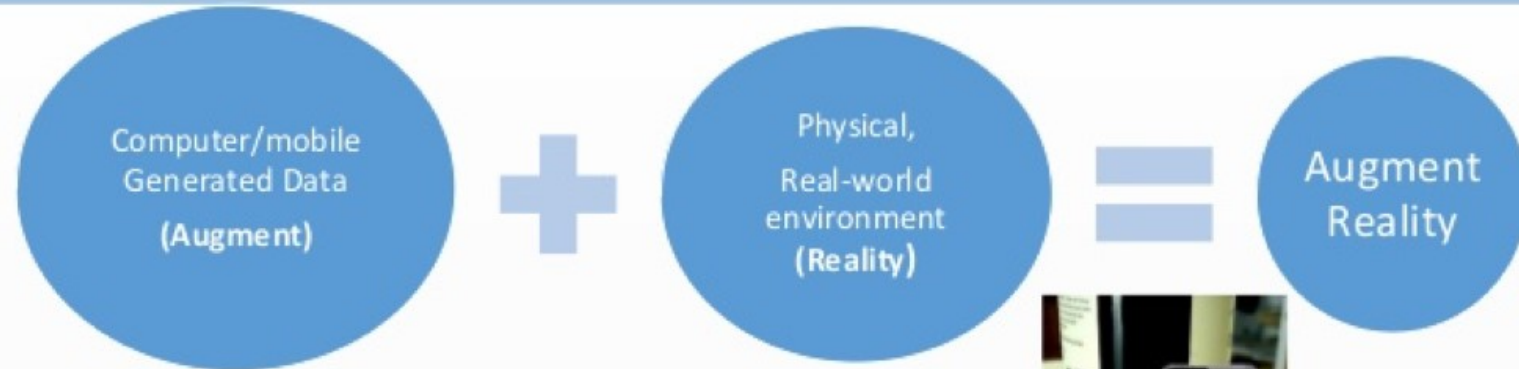 Computer/mobile
Generated Data
(Augment)
Physical,
Real-world
environment
(Reality)
Augment
Reality